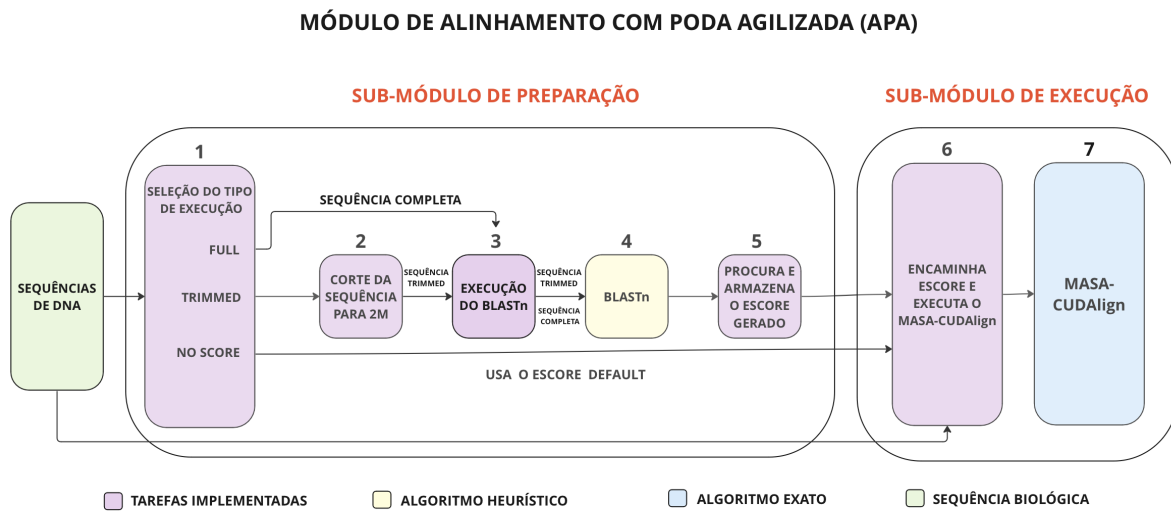 MÓDULO DE ALINHAMENTO COM PODA AGILIZADA (APA)
SUB-MÓDULO DE PREPARAÇÃO
SUB-MÓDULO DE EXECUÇÃO
SEQUÊNCIAS
DE DNA
1
SELEÇÃO DO TIPO
DE EXECUÇÃO
FULL
TRIMMED
NO SCORE
SEQUÊNCIA COMPLETA
2
CORTE DA
SEQUÊNCIA
PARA 2M
SEQUÊNCIA
TRIMMED
3
EXECUÇÃO
DO BLASTn
SEQUÊNCIA
TRIMMED
SEQUÊNCIA
COMPLETA
4
BLASTn
5
PROCURA E
ARMAZENA
O ESCORE
GERADO
USA O ESCORE DEFAULT
6
ENCAMINHA
ESCORE E
EXECUTA O
MASA-CUDAlign
7
MASA-
CUDAlign
TAREFAS IMPLEMENTADAS
ALGORITMO HEURÍSTICO
ALGORITMO EXATO
SEQUÊNCIA BIOLÓGICA